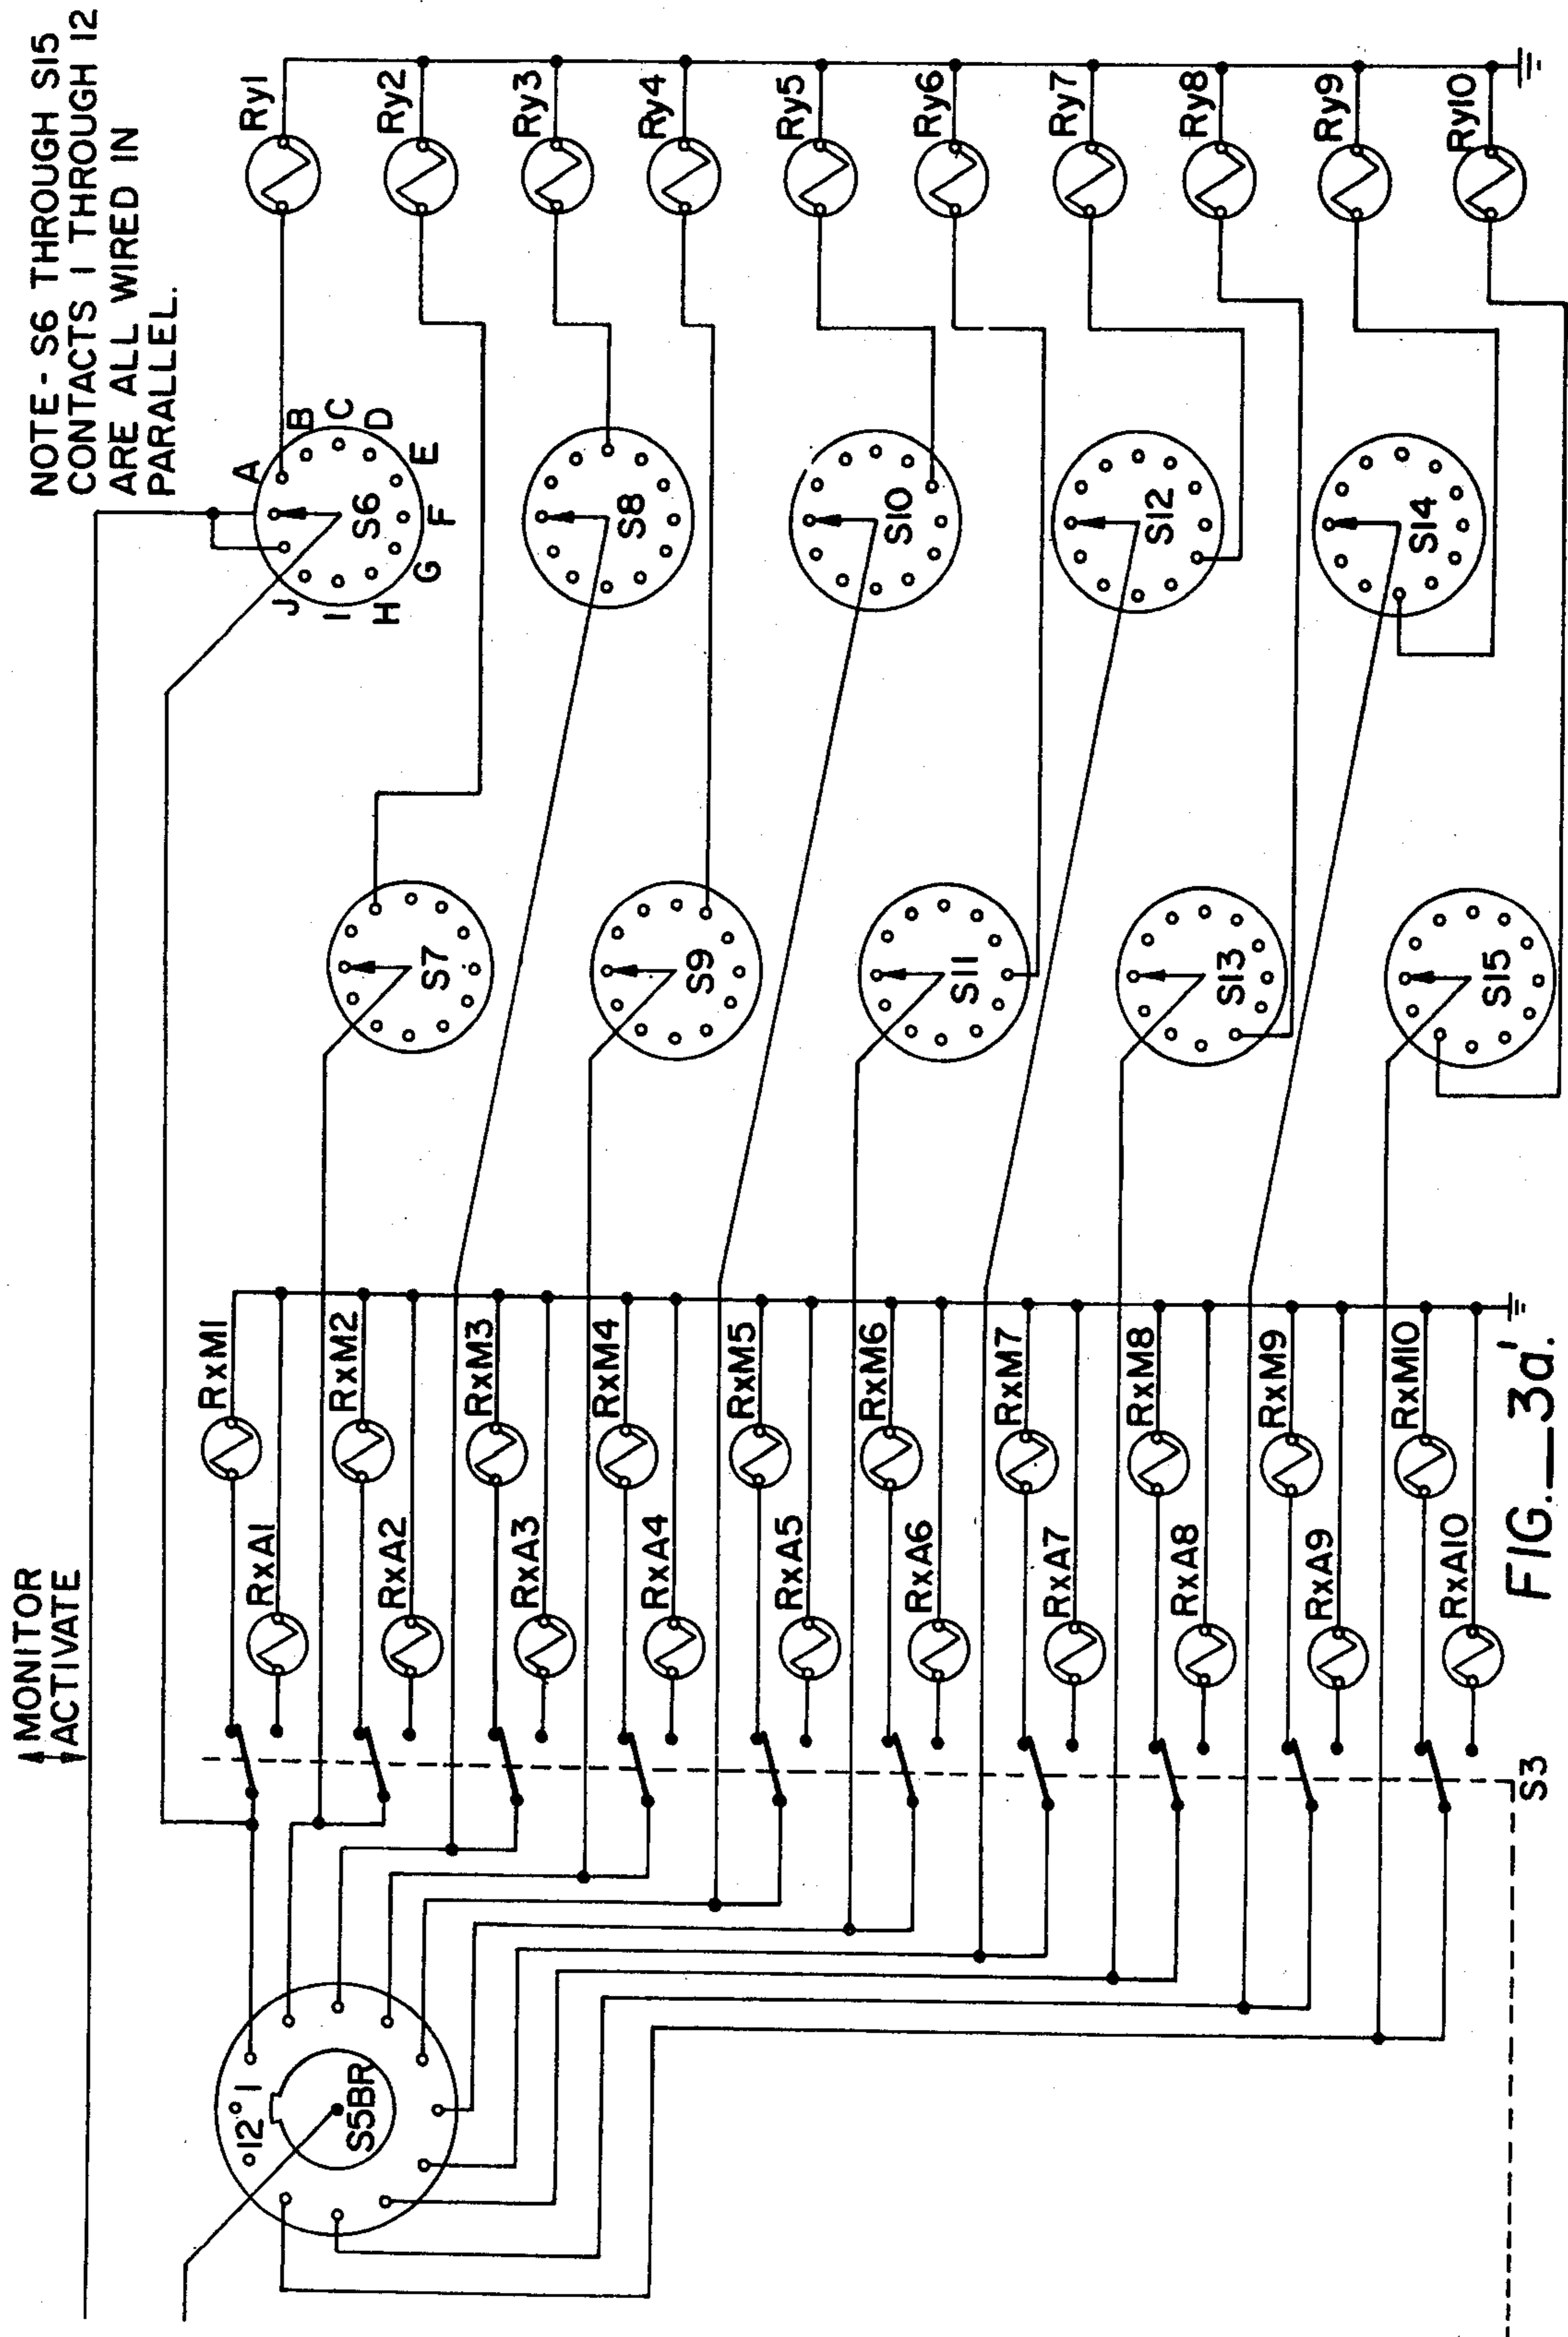 NOTE- S6 THROUGH S15
CONTACTS 1 THROUGH 12
ARE ALL WIRED IN
PARALLEL.
MONITOR
ACTIVATE
Ry1
Ry2
Ry3
Ry4
Ry5
Ry6
Ry7
Ry8
Ry9
Ry10
A
B
C
D
E
F
G
H
I
J
S6
S8
S10
S12
S14
S7
S9
S11
S13
S15
RxM1
RxM2
RxM3
RxM4
RxM5
RxM6
RxM7
RxM8
RxM9
RxM10
RxA1
RxA2
RxA3
RxA4
RxA5
RxA6
RxA7
RxA8
RxA9
RxA10
12
1
S5BR
S3
FIG.—3a'.